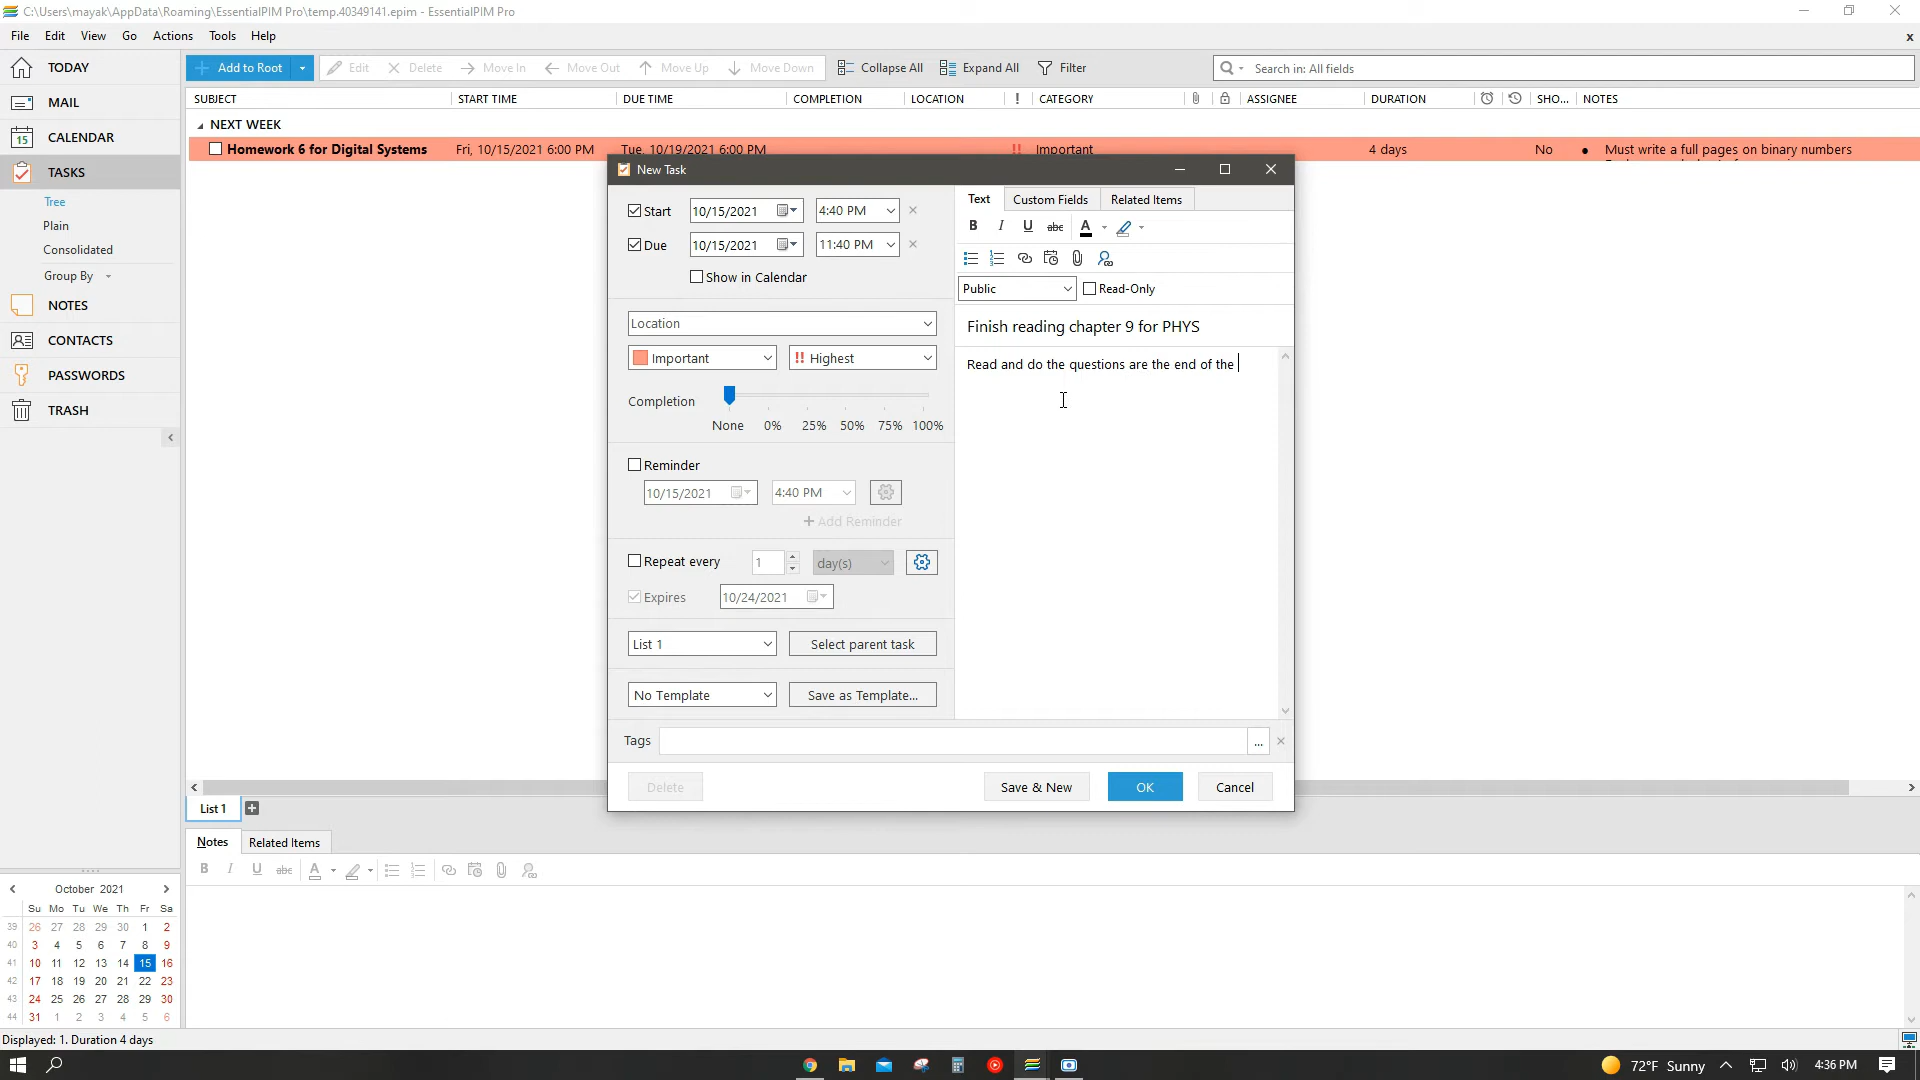 C:\Users\mayak\AppData\Roaming\EssentialPIM Pro\temp.40349141.epim - EssentialPIM Pro
File Edit View Go Actions Tools Help x
TODAY
MAIL
15 CALENDAR
TASKS
Tree
Plain
Consolidated
Group By
NOTES
CONTACTS
PASSWORDS
TRASH
Add to Root Edit Delete Move In Move Out Move Up Move Down Collapse All Expand All Filter Search in: All fields
SUBJECT START TIME DUE TIME COMPLETION LOCATION ! CATEGORY ASSIGNEE DURATION SHO... NOTES
NEXT WEEK
Homework 6 for Digital Systems Fri, 10/15/2021 6:00 PM Tue, 10/19/2021 6:00 PM !! Important 4 days No Must write a full pages on binary numbers
New Task
Start 10/15/2021 4:40 PM
Due 10/15/2021 11:40 PM
Show in Calendar
Location
Important !! Highest
Completion
None 0% 25% 50% 75% 100%
Reminder
10/15/2021 4:40 PM
+ Add Reminder
Repeat every 1 day(s)
Expires 10/24/2021
List 1 Select parent task
No Template Save as Template...
Text Custom Fields Related Items
B I U abc A
Public Read-Only
Finish reading chapter 9 for PHYS
Read and do the questions are the end of the
Tags ...
Delete Save & New OK Cancel
List 1
Notes Related Items
B I U abc A
October 2021
Su Mo Tu We Th Fr Sa
39 26 27 28 29 30 1 2
40 3 4 5 6 7 8 9
41 10 11 12 13 14 15 16
42 17 18 19 20 21 22 23
43 24 25 26 27 28 29 30
44 31 1 2 3 4 5 6
Displayed: 1. Duration 4 days
72°F Sunny 4:36 PM